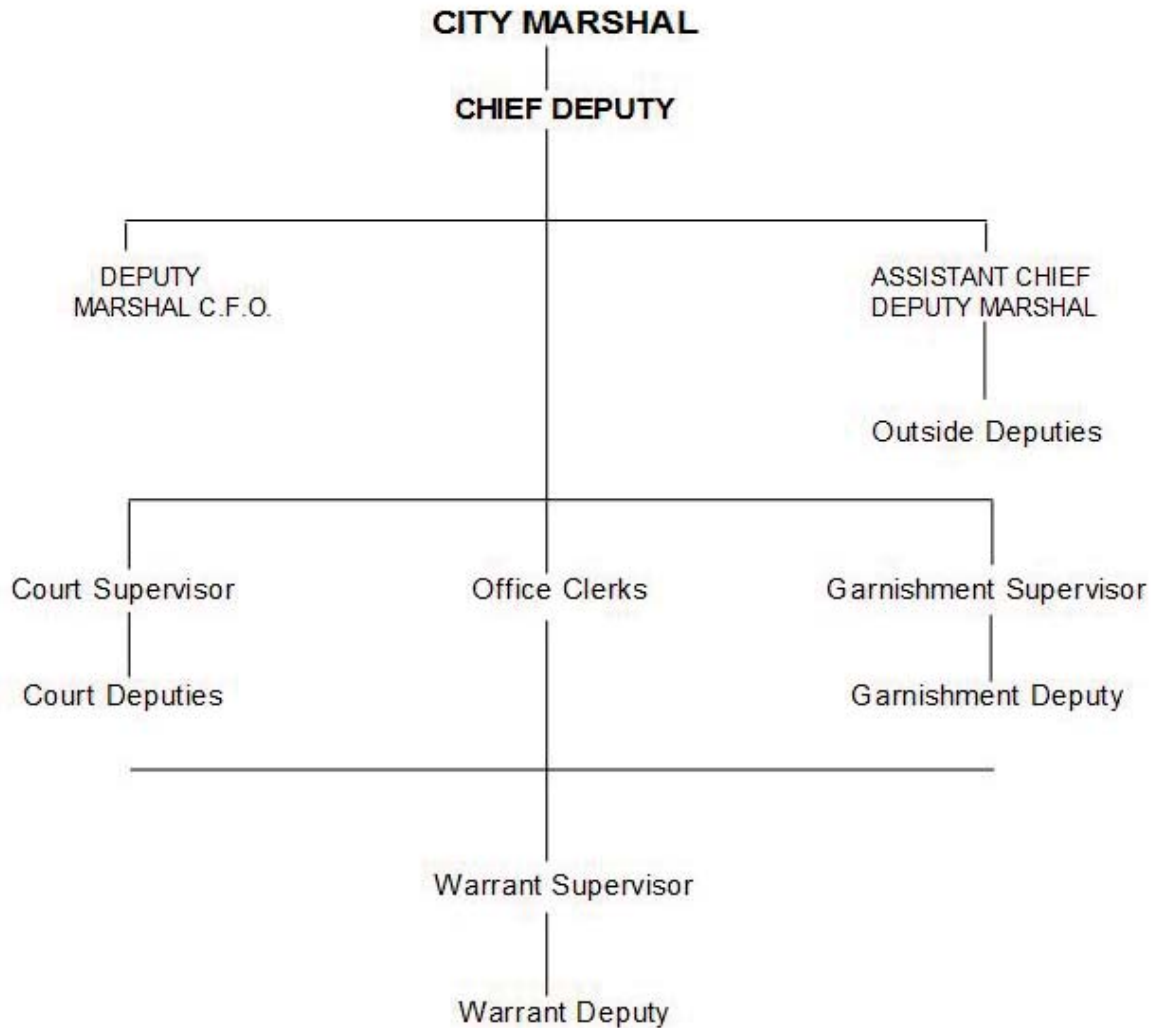 CITY MARSHAL
CHIEF DEPUTY
DEPUTY
MARSHAL C.F.O.
ASSISTANT CHIEF
DEPUTY MARSHAL
Outside Deputies
Court Supervisor
Office Clerks
Garnishment Supervisor
Court Deputies
Garnishment Deputy
Warrant Supervisor
Warrant Deputy